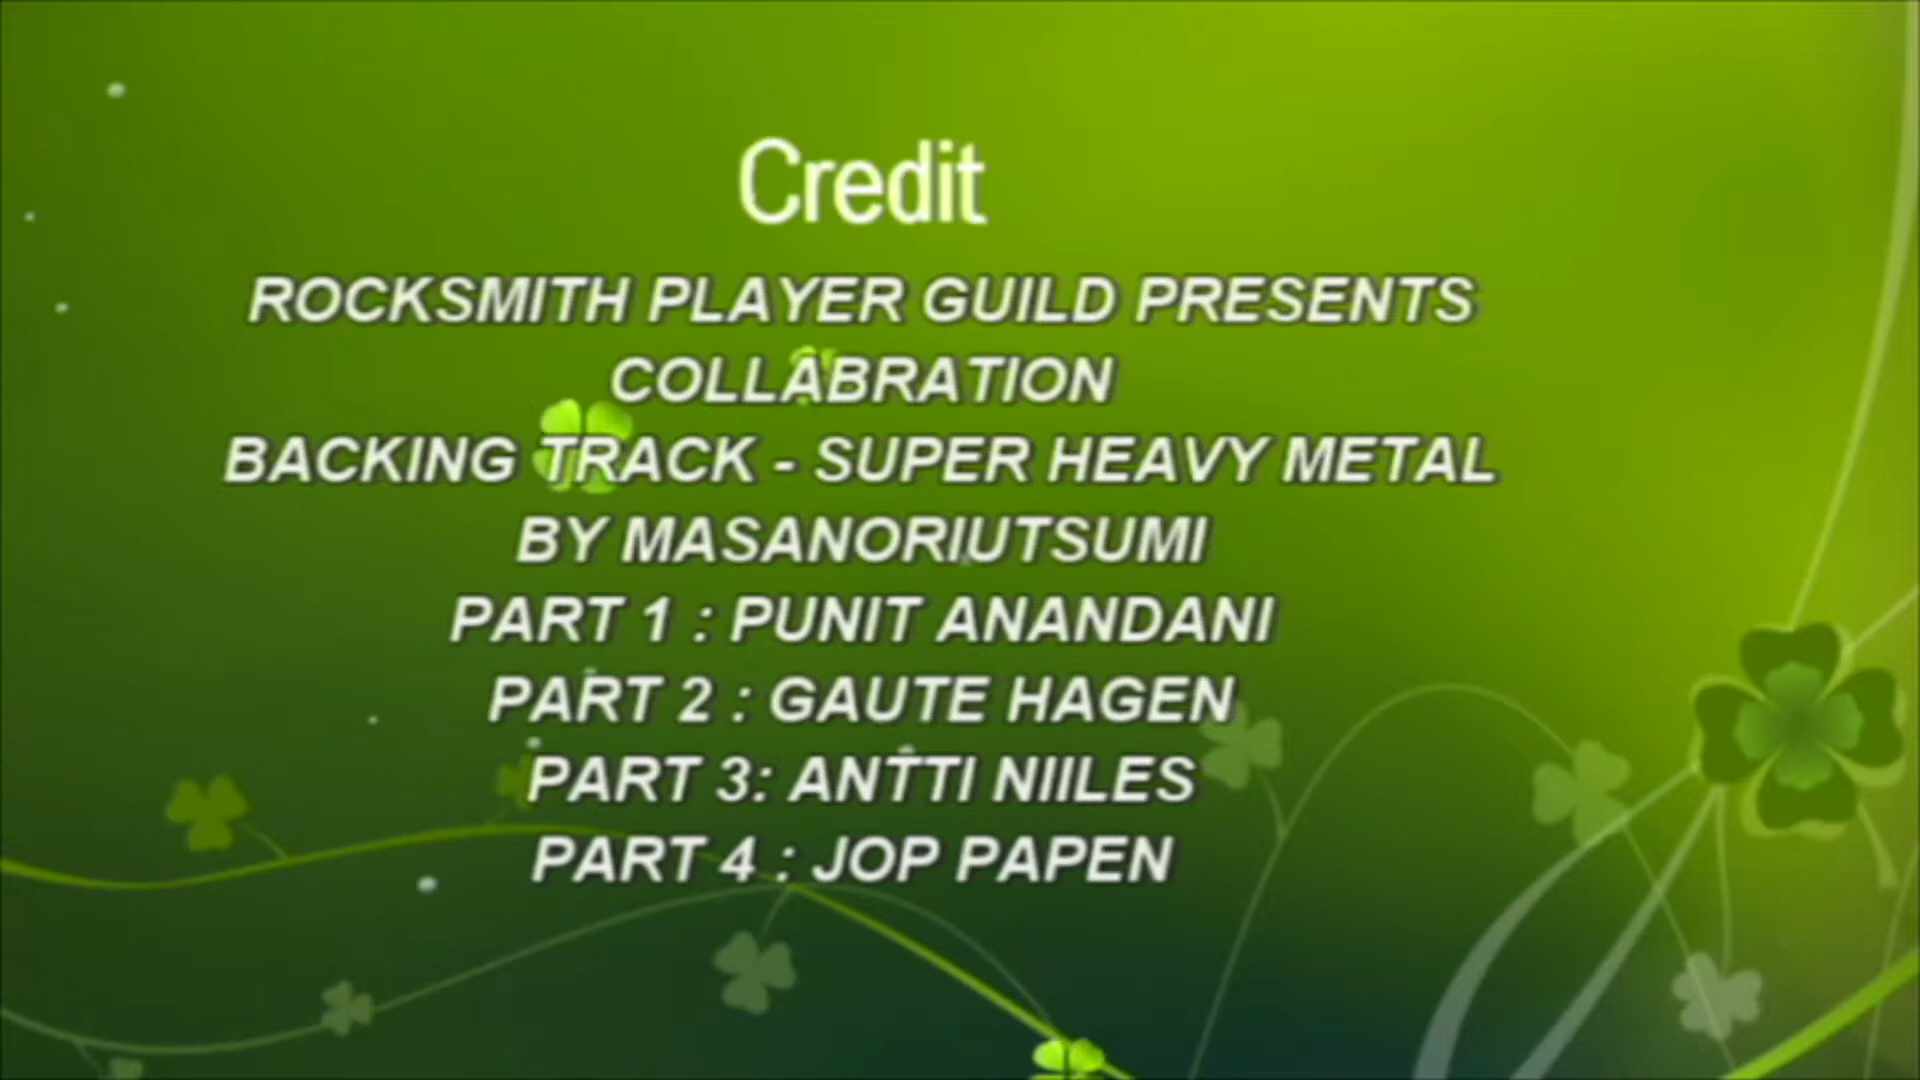 Credit
ROCKSMITH PLAYER GUILD PRESENTS
COLLABRATION
BACKING TRACK - SUPER HEAVY METAL
BY MASANORIUTSUMI
PART 1 : PUNIT ANANDANI
PART 2 : GAUTE HAGEN
PART 3: ANTTI NIILES
PART 4 : JOP PAPEN